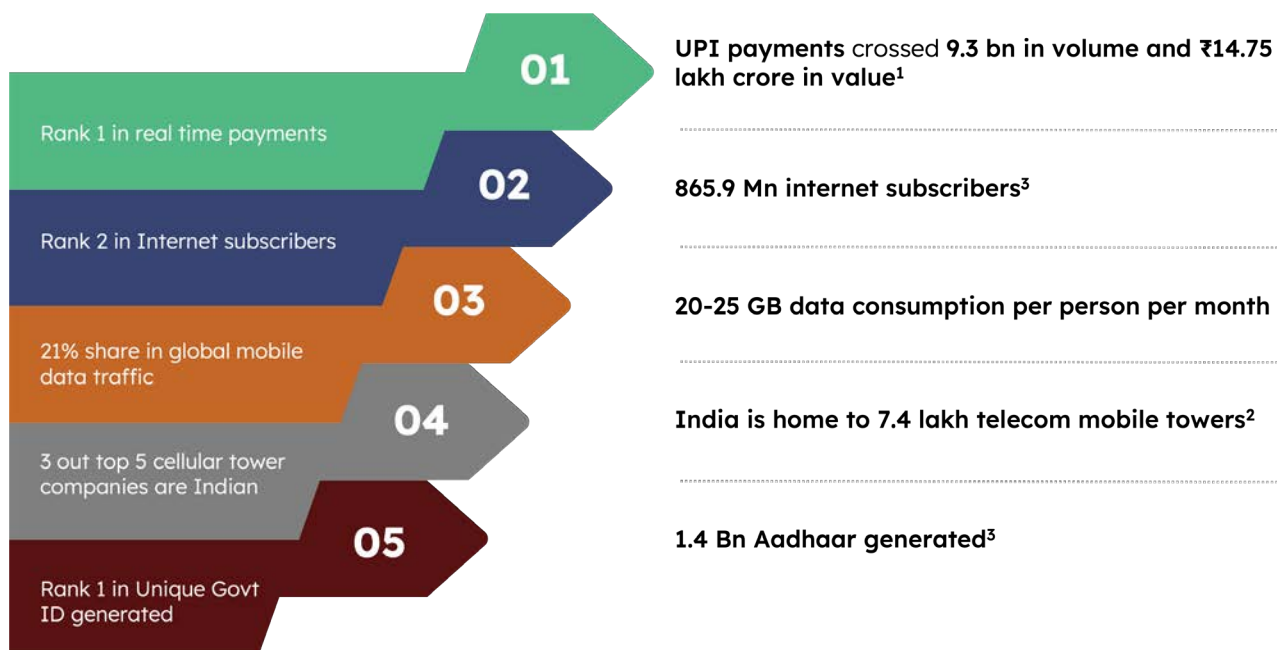 01
UPI payments crossed 9.3 bn in volume and ₹14.75
lakh crore in value¹
Rank 1 in real time payments
02
865.9 Mn internet subscribers³
Rank 2 in Internet subscribers
03
20-25 GB data consumption per person per month
21% share in global mobile
data traffic
04
India is home to 7.4 lakh telecom mobile towers²
3 out top 5 cellular tower
companies are Indian
05
1.4 Bn Aadhaar generated³
Rank 1 in Unique Govt
ID generated